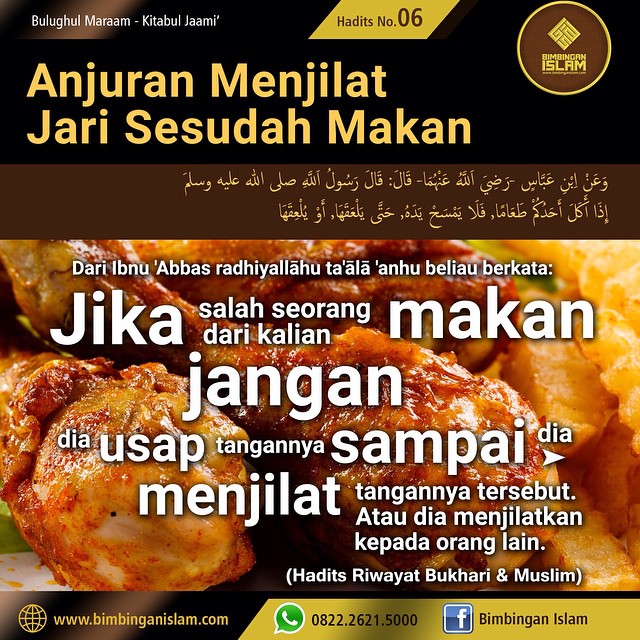 Bulughul Maraam - Kitabul Jaami'
Hadits No.06
BIMBINGAN
ISLAM
www.bimbinganislam.com
Anjuran Menjilat
Jari Sesudah Makan
وَعَنْ اِبْنِ عَبَّاسٍ -رَضِيَ اَللَّهُ عَنْهُمَا- قَالَ: قَالَ رَسُولُ اَللَّهِ صلى الله عليه وسلم
إِذَا أَكَلَ أَحَدُكُمْ طَعَامًا, فَلَا يَمْسَحْ يَدَهُ, حَتَّى يَلْعَقَهَا, أَوْ يُلْعِقَهَا
Dari Ibnu 'Abbas radhiyallāhu ta'ālā 'anhu beliau berkata:
Jika salah seorang dari kalian makan
jangan
dia usap tangannya sampai dia
menjilat tangannya tersebut.
Atau dia menjilatkan
kepada orang lain.
(Hadits Riwayat Bukhari & Muslim)
www.bimbinganislam.com
0822.2621.5000
f Bimbingan Islam